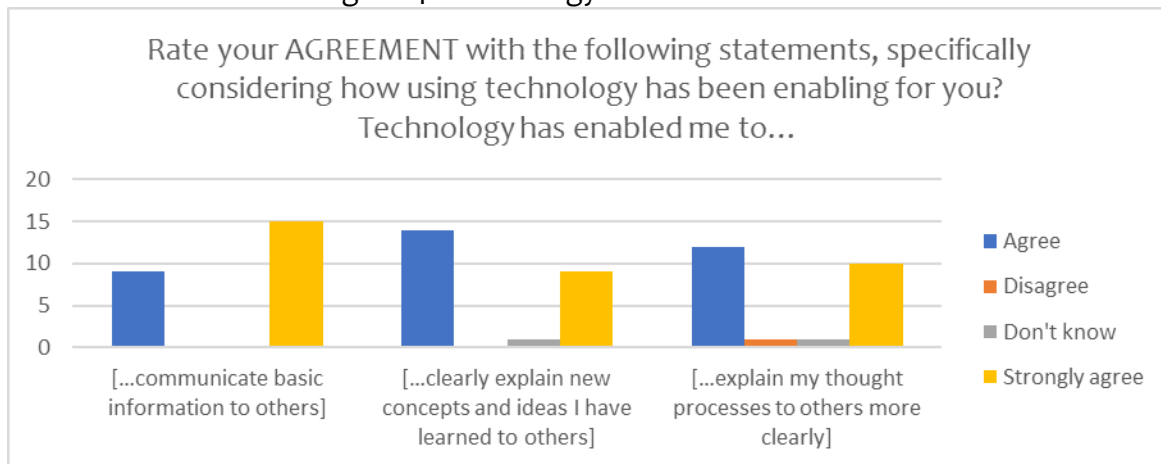 Rate your AGREEMENT with the following statements, specifically
considering how using technology has been enabling for you?
Technology has enabled me to...
20
15
10
5
0
[...communicate basic
information to others]
[...clearly explain new
concepts and ideas I have
learned to others]
[...explain my thought
processes to others more
clearly]
Agree
Disagree
Don't know
Strongly agree